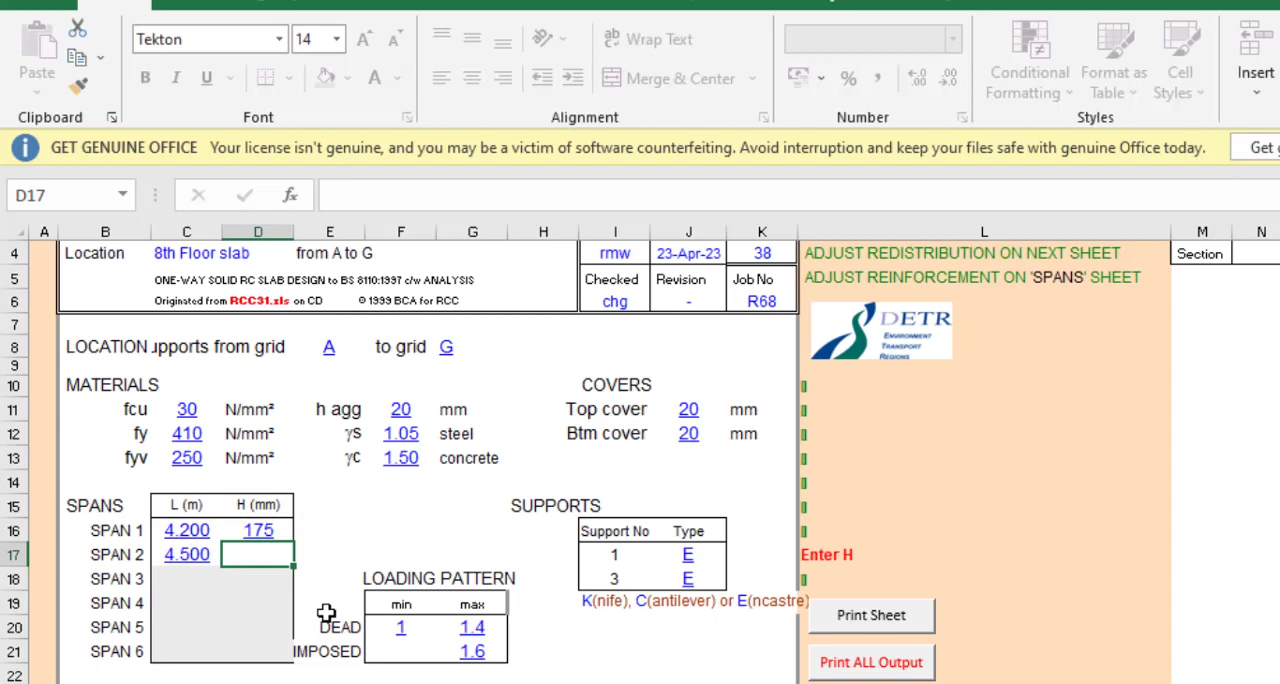 Tekton 14 Wrap Text
Paste B I U A Merge & Center % Conditional Formatting Format as Table Cell Styles Insert
Clipboard Font Alignment Number Styles
GET GENUINE OFFICE Your license isn't genuine, and you may be a victim of software counterfeiting. Avoid interruption and keep your files safe with genuine Office today. Get
D17 fx
A B C D E F G H I J K L M N
4 Location 8th Floor slab from A to G rmw 23-Apr-23 38 ADJUST REDISTRIBUTION ON NEXT SHEET Section
5 ONE-WAY SOLID RC SLAB DESIGN to BS 8110:1997 c/w ANALYSIS Checked Revision Job No ADJUST REINFORCEMENT ON 'SPANS' SHEET
6 Originated from RCC31.xls on CD © 1999 BCA for RCC chg - R68
7 DETR
ENVIRONMENT
TRANSPORT
REGIONS
8 LOCATION upports from grid A to grid G
9
10 MATERIALS COVERS
11 fcu 30 N/mm² h agg 20 mm Top cover 20 mm
12 fy 410 N/mm² γs 1.05 steel Btm cover 20 mm
13 fyv 250 N/mm² γc 1.50 concrete
14
15 SPANS L (m) H (mm) SUPPORTS
16 SPAN 1 4.200 175 Support No Type
17 SPAN 2 4.500 1 E Enter H
18 SPAN 3 LOADING PATTERN 3 E
19 SPAN 4 min max K(nife), C(antilever) or E(ncastre) Print Sheet
20 SPAN 5 DEAD 1 1.4
21 SPAN 6 IMPOSED 1.6 Print ALL Output
22